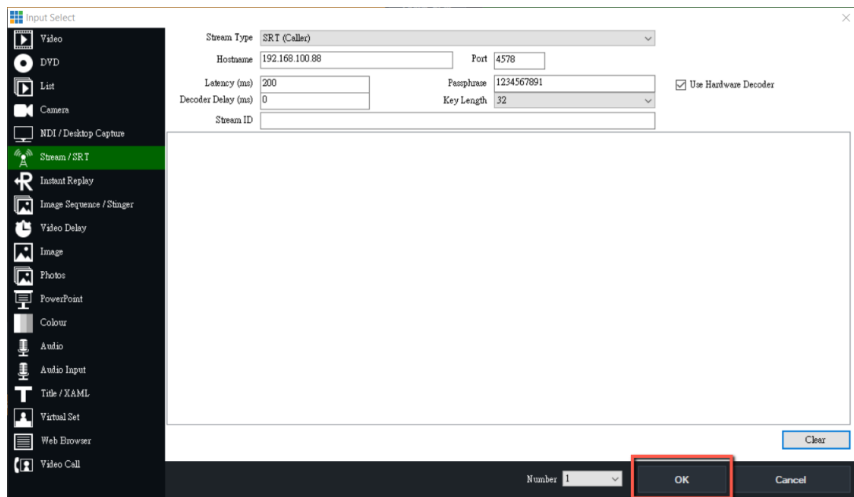 Input Select
Video
DVD
List
Camera
NDI / Desktop Capture
Stream / SRT
Instant Replay
Image Sequence / Stinger
Video Delay
Image
Photos
PowerPoint
Colour
Audio
Audio Input
Title / XAML
Virtual Set
Web Browser
Video Call
Stream Type SRT (Caller)
Hostname 192.168.100.88 Port 4578
Latency (ms) 200 Passphrase 1234567891 Use Hardware Decoder
Decoder Delay (ms) 0 Key Length 32
Stream ID
Clear
Number 1 OK Cancel